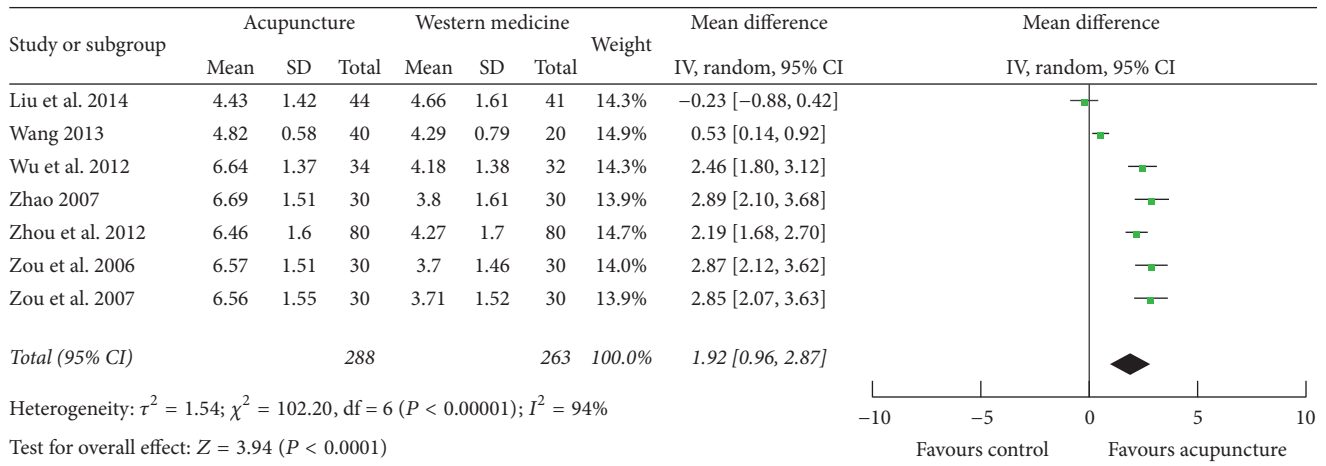 Acupuncture Western medicine Mean difference Mean difference
Study or subgroup Weight
Mean SD Total Mean SD Total IV, random, 95% CI IV, random, 95% CI
Liu et al. 2014 4.43 1.42 44 4.66 1.61 41 14.3% −0.23 [−0.88, 0.42]
Wang 2013 4.82 0.58 40 4.29 0.79 20 14.9% 0.53 [0.14, 0.92]
Wu et al. 2012 6.64 1.37 34 4.18 1.38 32 14.3% 2.46 [1.80, 3.12]
Zhao 2007 6.69 1.51 30 3.8 1.61 30 13.9% 2.89 [2.10, 3.68]
Zhou et al. 2012 6.46 1.6 80 4.27 1.7 80 14.7% 2.19 [1.68, 2.70]
Zou et al. 2006 6.57 1.51 30 3.7 1.46 30 14.0% 2.87 [2.12, 3.62]
Zou et al. 2007 6.56 1.55 30 3.71 1.52 30 13.9% 2.85 [2.07, 3.63]
Total (95% CI) 288 263 100.0% 1.92 [0.96, 2.87]
Heterogeneity: τ² = 1.54; χ² = 102.20, df = 6 (P < 0.00001); I² = 94%
−10 −5 0 5 10
Test for overall effect: Z = 3.94 (P < 0.0001)
Favours control Favours acupuncture